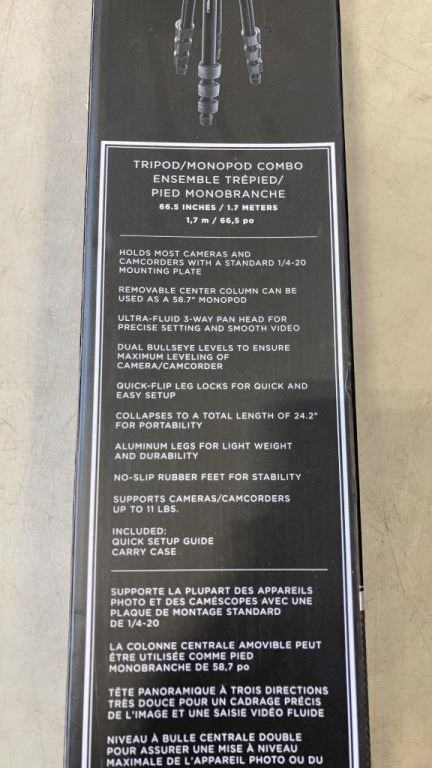 TRIPOD/MONOPOD COMBO
ENSEMBLE TRÉPIED/
PIED MONOBRANCHE
66.5 INCHES / 1.7 METERS
1,7 m / 66,5 po
HOLDS MOST CAMERAS AND
CAMCORDERS WITH A STANDARD 1/4-20
MOUNTING PLATE
REMOVABLE CENTER COLUMN CAN BE
USED AS A 58.7" MONOPOD
ULTRA-FLUID 3-WAY PAN HEAD FOR
PRECISE SETTING AND SMOOTH VIDEO
DUAL BULLSEYE LEVELS TO ENSURE
MAXIMUM LEVELING OF
CAMERA/CAMCORDER
QUICK-FLIP LEG LOCKS FOR QUICK AND
EASY SETUP
COLLAPSES TO A TOTAL LENGTH OF 24.2"
FOR PORTABILITY
ALUMINUM LEGS FOR LIGHT WEIGHT
AND DURABILITY
NO-SLIP RUBBER FEET FOR STABILITY
SUPPORTS CAMERAS/CAMCORDERS
UP TO 11 LBS.
INCLUDED:
QUICK SETUP GUIDE
CARRY CASE
SUPPORTE LA PLUPART DES APPAREILS
PHOTO ET DES CAMÉSCOPES AVEC UNE
PLAQUE DE MONTAGE STANDARD
DE 1/4-20
LA COLONNE CENTRALE AMOVIBLE PEUT
ÊTRE UTILISÉE COMME PIED
MONOBRANCHE DE 58,7 po
TÊTE PANORAMIQUE À TROIS DIRECTIONS
TRÈS DOUCE POUR UN CADRAGE PRÉCIS
DE L'IMAGE ET UNE SAISIE VIDÉO FLUIDE
NIVEAU À BULLE CENTRALE DOUBLE
POUR ASSURER UNE MISE À NIVEAU
MAXIMALE DE L'APPAREIL PHOTO OU DU